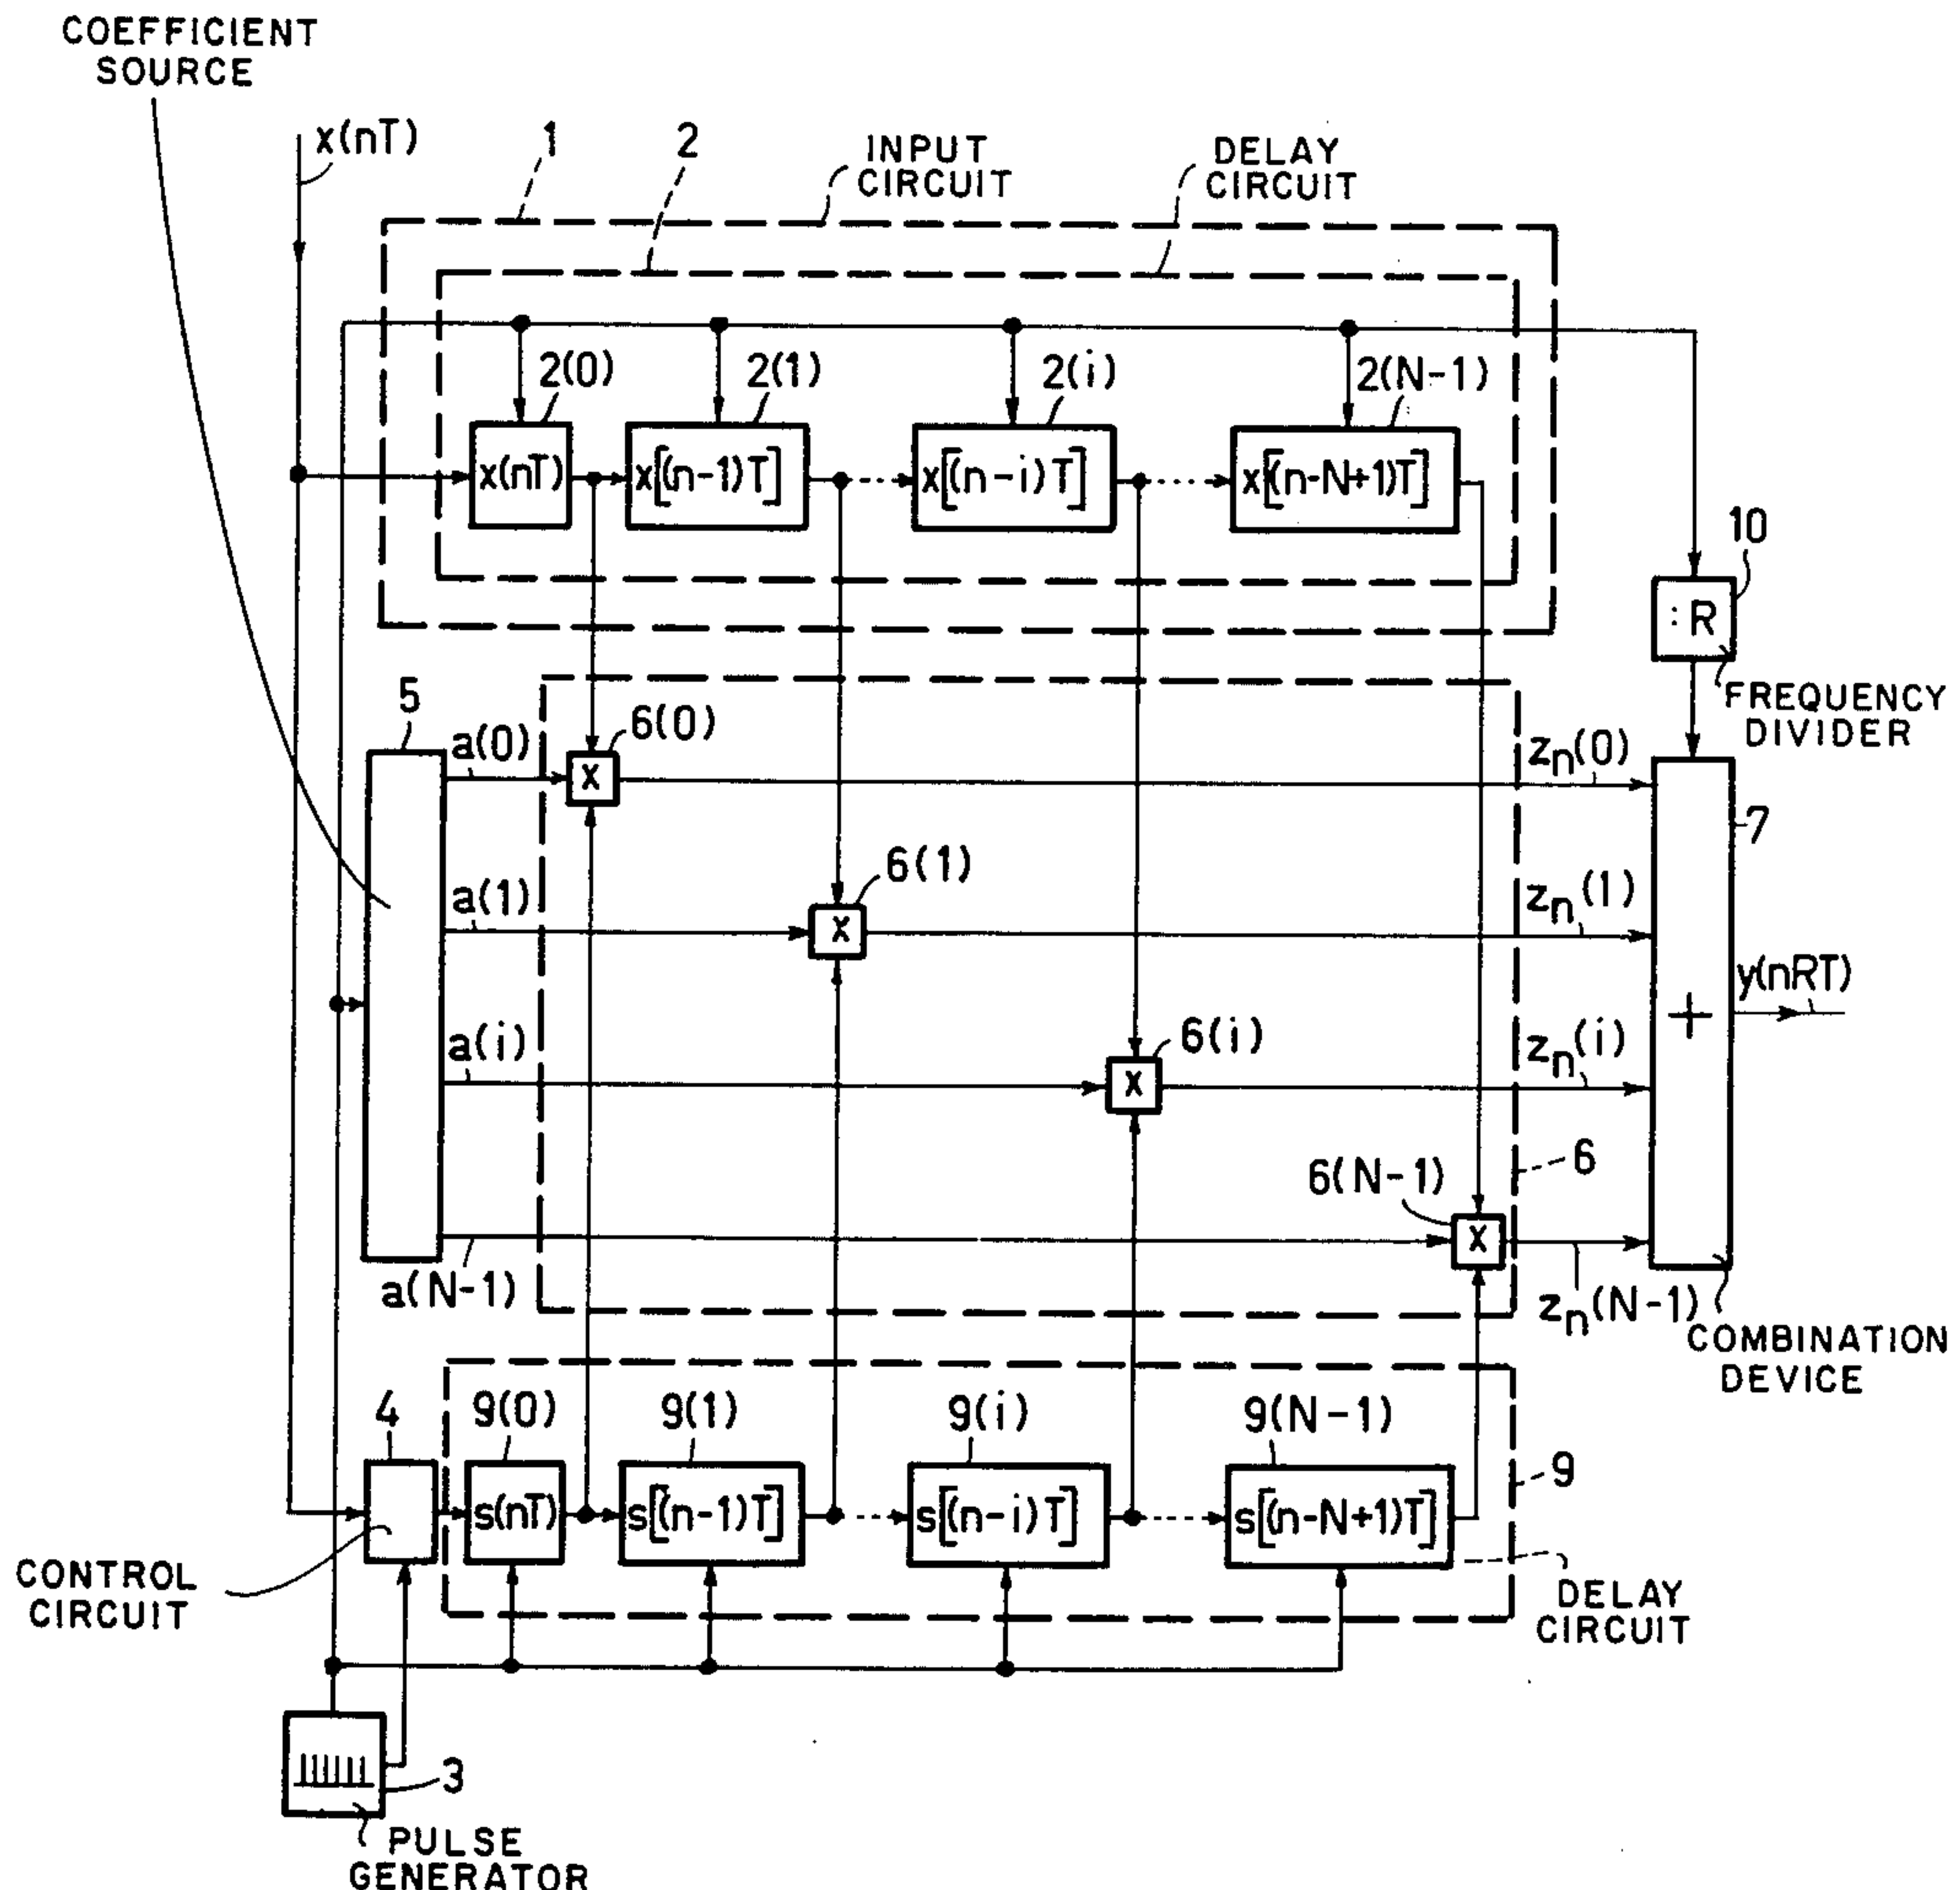 COEFFICIENT
SOURCE
x(nT)
1
2
INPUT
CIRCUIT
DELAY
CIRCUIT
2(0)
2(1)
2(i)
2(N-1)
x(nT)
x[(n-1)T]
x[(n-i)T]
x[(n-N+1)T]
10
:R
FREQUENCY
DIVIDER
5
a(0)
6(0)
X
zn(0)
7
a(1)
6(1)
X
zn(1)
+
y(nRT)
a(i)
6(i)
X
zn(i)
6(N-1)
6
X
a(N-1)
zn(N-1)
COMBINATION
DEVICE
4
9(0)
9(1)
9(i)
9(N-1)
9
s(nT)
s[(n-1)T]
s[(n-i)T]
s[(n-N+1)T]
CONTROL
CIRCUIT
DELAY
CIRCUIT
3
PULSE
GENERATOR